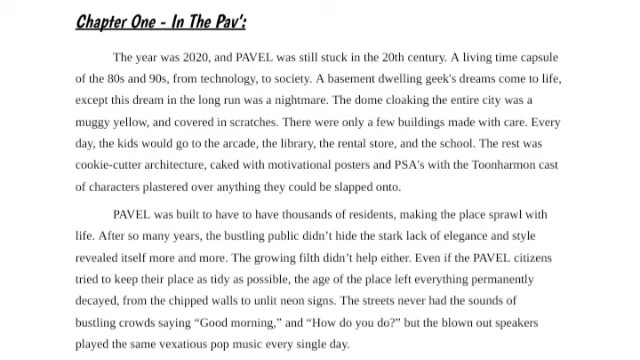 Chapter One - In The Pav':
The year was 2020, and PAVEL was still stuck in the 20th century. A living time capsule
of the 80s and 90s, from technology, to society. A basement dwelling geek's dreams come to life,
except this dream in the long run was a nightmare. The dome cloaking the entire city was a
muggy yellow, and covered in scratches. There were only a few buildings made with care. Every
day, the kids would go to the arcade, the library, the rental store, and the school. The rest was
cookie-cutter architecture, caked with motivational posters and PSA's with the Toonharmon cast
of characters plastered over anything they could be slapped onto.
PAVEL was built to have to have thousands of residents, making the place sprawl with
life. After so many years, the bustling public didn’t hide the stark lack of elegance and style
revealed itself more and more. The growing filth didn’t help either. Even if the PAVEL citizens
tried to keep their place as tidy as possible, the age of the place left everything permanently
decayed, from the chipped walls to unlit neon signs. The streets never had the sounds of
bustling crowds saying “Good morning,” and “How do you do?” but the blown out speakers
played the same vexatious pop music every single day.